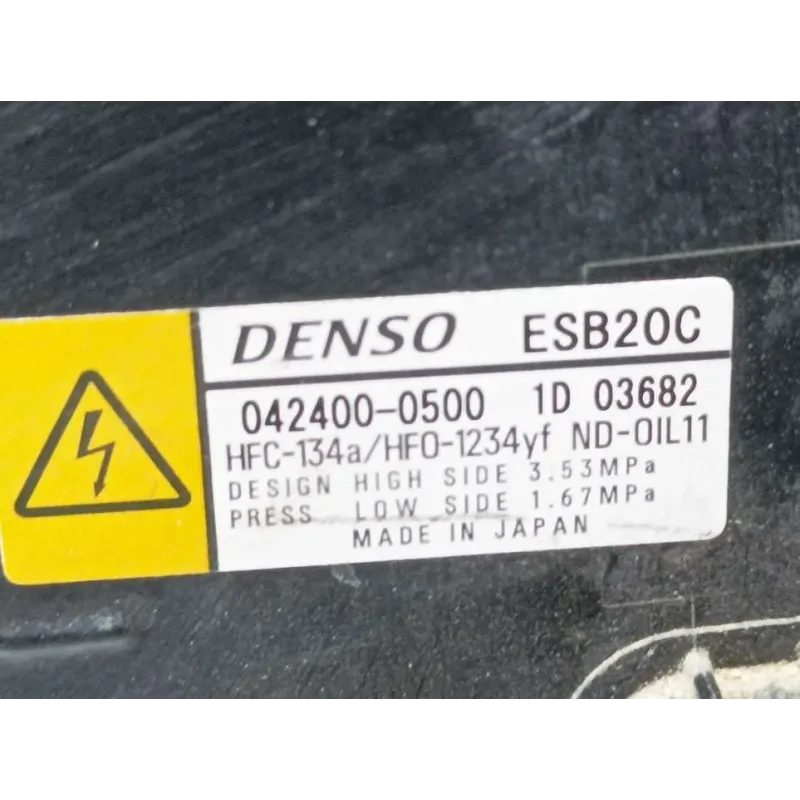 DENSO ESB20C
042400-0500 1D 03682
HFC-134a/HFO-1234yf ND-OIL11
DESIGN HIGH SIDE 3.53MPa
PRESS LOW SIDE 1.67MPa
MADE IN JAPAN